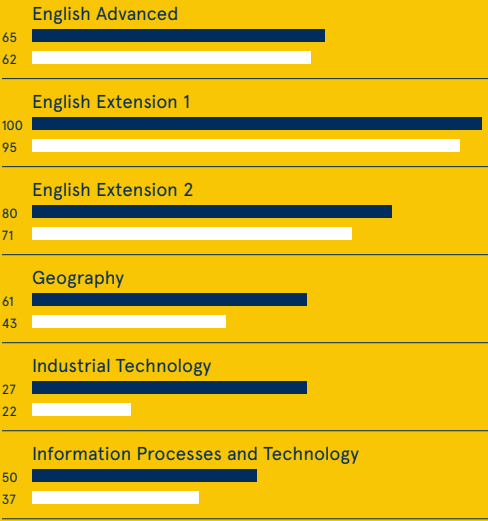 English Advanced
65
62
English Extension 1
100
95
English Extension 2
80
71
Geography
61
43
Industrial Technology
27
22
Information Processes and Technology
50
37